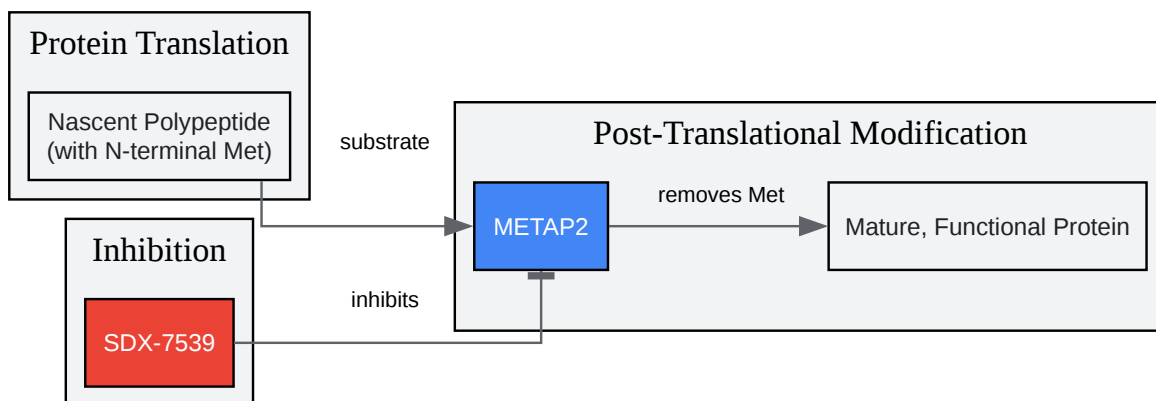 Protein Translation
Nascent Polypeptide
(with N-terminal Met)
substrate
Post-Translational Modification
METAP2
removes Met
Mature, Functional Protein
Inhibition
SDX-7539
inhibits